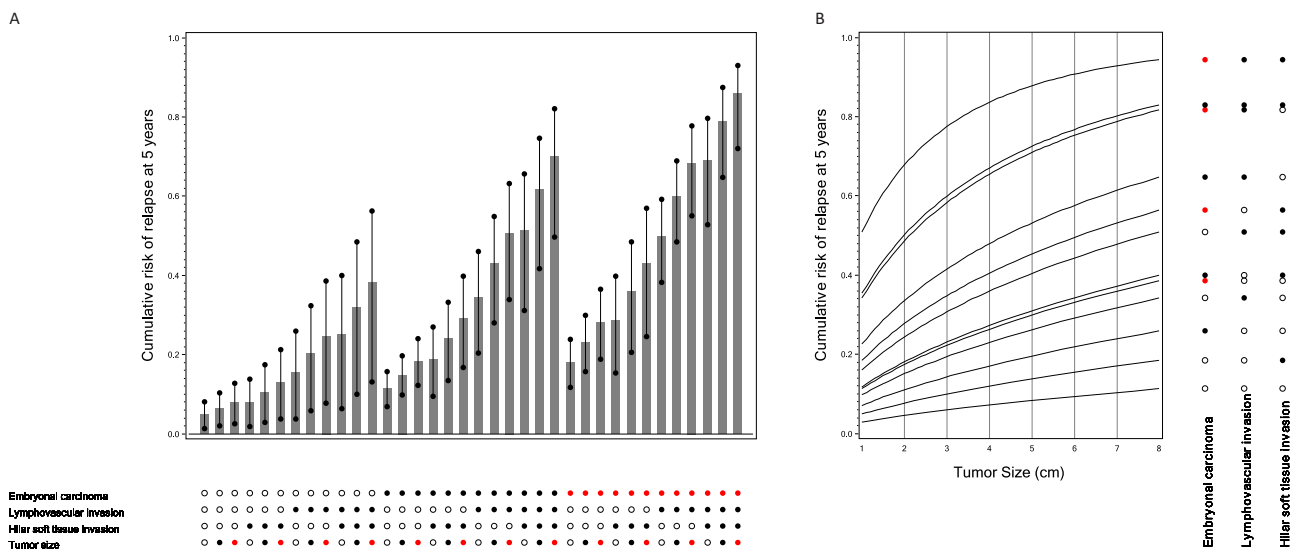 A
B
Cumulative risk of relapse at 5 years
1.0
0.8
0.6
0.4
0.2
0.0
Embryonal carcinoma
Lymphovascular invasion
Hilar soft tissue invasion
Tumor size
Cumulative risk of relapse at 5 years
1.0
0.8
0.6
0.4
0.2
0.0
1 2 3 4 5 6 7 8
Tumor Size (cm)
Embryonal carcinoma
Lymphovascular invasion
Hilar soft tissue invasion